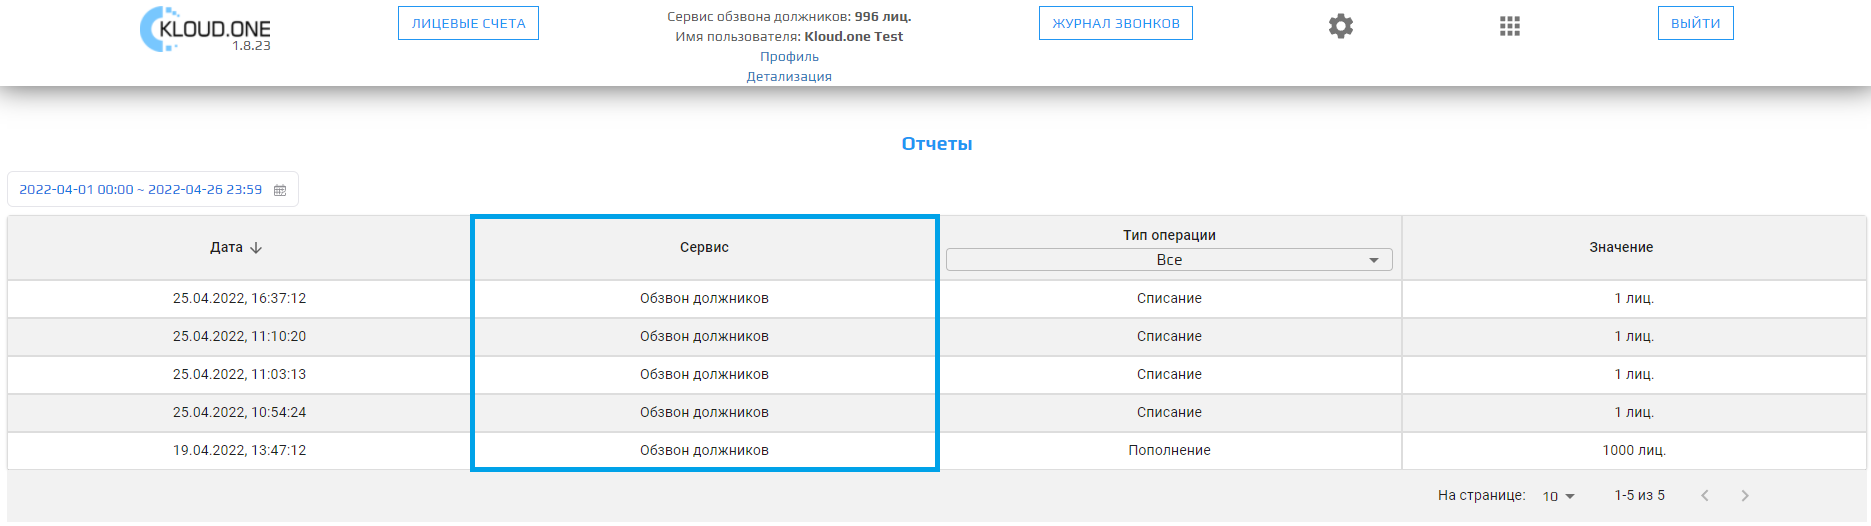 KLOUD.ONE
1.8.23
ЛИЦЕВЫЕ СЧЕТА
Сервис обзвона должников: 996 лиц.
Имя пользователя: Kloud.one Test
Профиль
Детализация
ЖУРНАЛ ЗВОНКОВ
ВЫЙТИ
Отчеты
2022-04-01 00:00 ~ 2022-04-26 23:59
Дата Сервис Тип операции Значение
Все
25.04.2022, 16:37:12 Обзвон должников Списание 1 лиц.
25.04.2022, 11:10:20 Обзвон должников Списание 1 лиц.
25.04.2022, 11:03:13 Обзвон должников Списание 1 лиц.
25.04.2022, 10:54:24 Обзвон должников Списание 1 лиц.
19.04.2022, 13:47:12 Обзвон должников Пополнение 1000 лиц.
На странице: 10 1-5 из 5